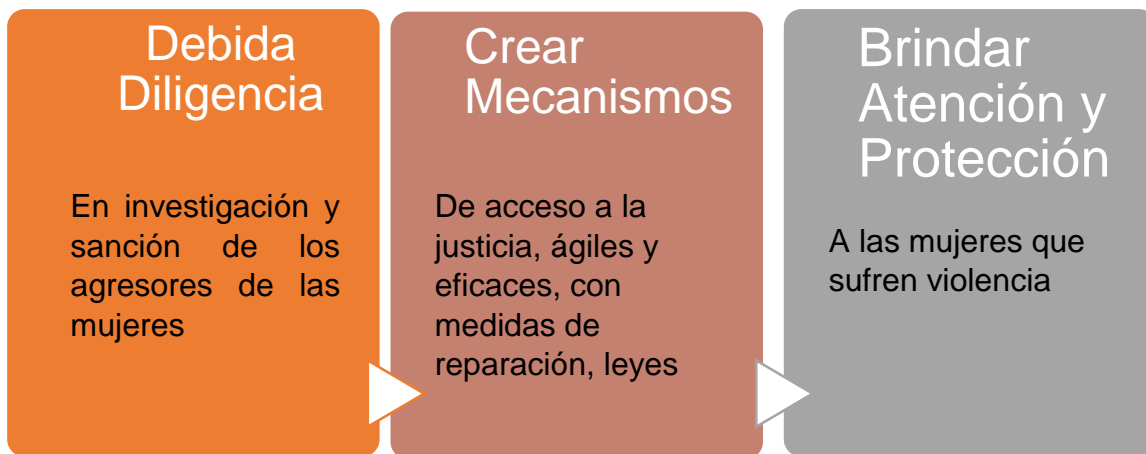 Debida
Diligencia
En investigación y
sanción de los
agresores de las
mujeres
Crear
Mecanismos
De acceso a la
justicia, ágiles y
eficaces, con
medidas de
reparación, leyes
Brindar
Atención y
Protección
A las mujeres que
sufren violencia